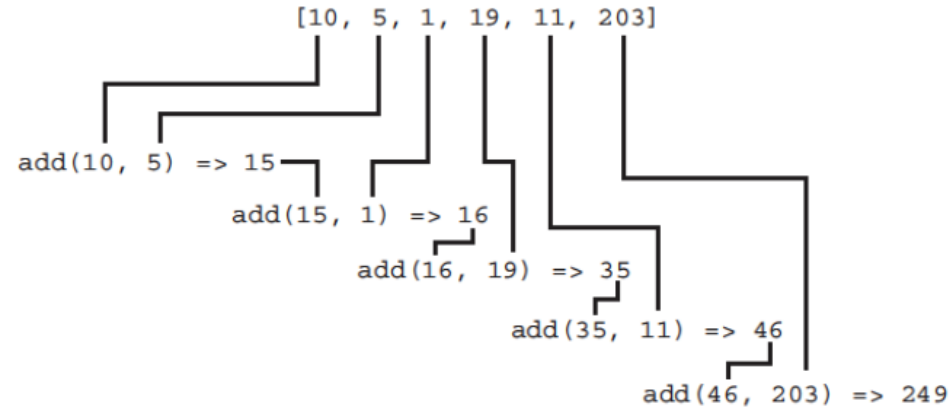 [10, 5, 1, 19, 11, 203]
add(10, 5) => 15
add(15, 1) => 16
add(16, 19) => 35
add(35, 11) => 46
add(46, 203) => 249